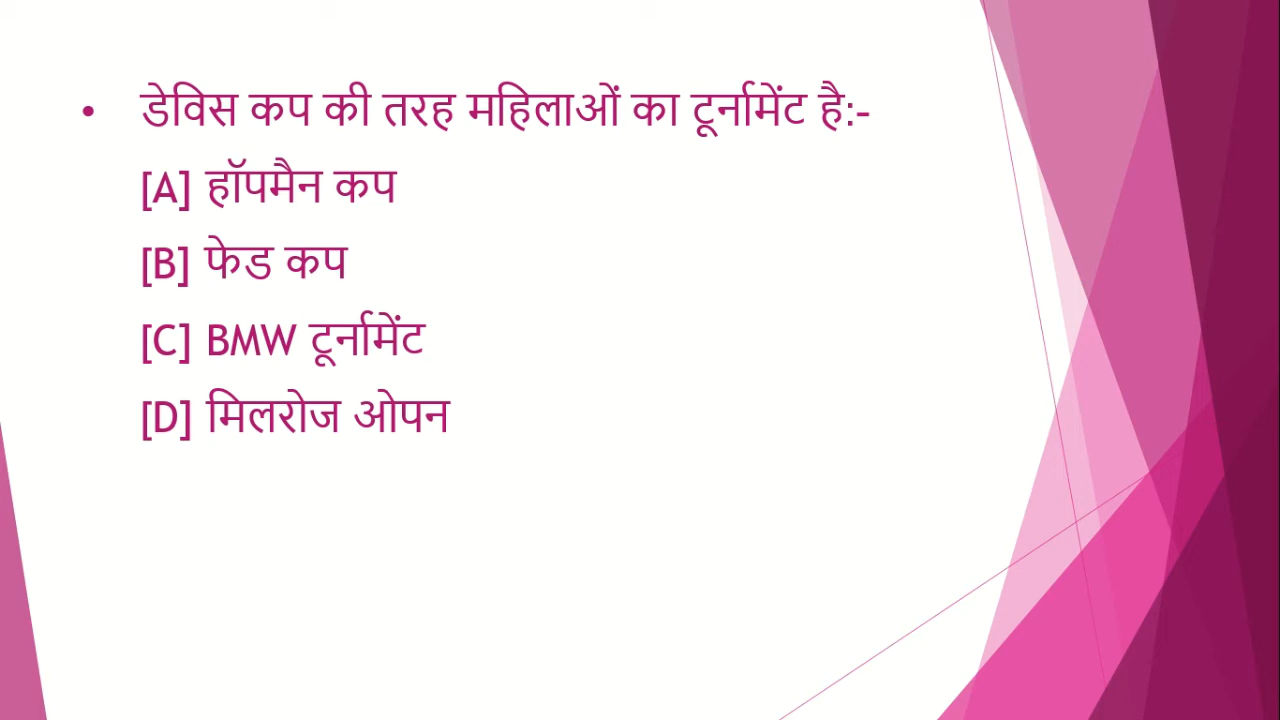 • डेविस कप की तरह महिलाओं का टूर्नामेंट है:-
[A] हॉपमैन कप
[B] फेड कप
[C] BMW टूर्नामेंट
[D] मिलरोज ओपन